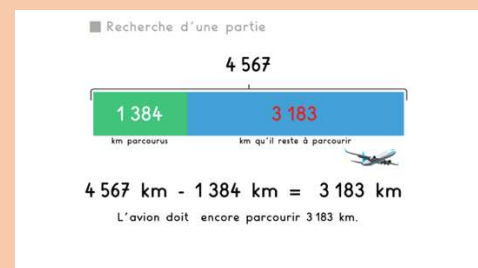 Recherche d'une partie
4 567
1 384 3 183
km parcourus km qu'il reste à parcourir
4 567 km - 1 384 km = 3 183 km
L'avion doit encore parcourir 3 183 km.